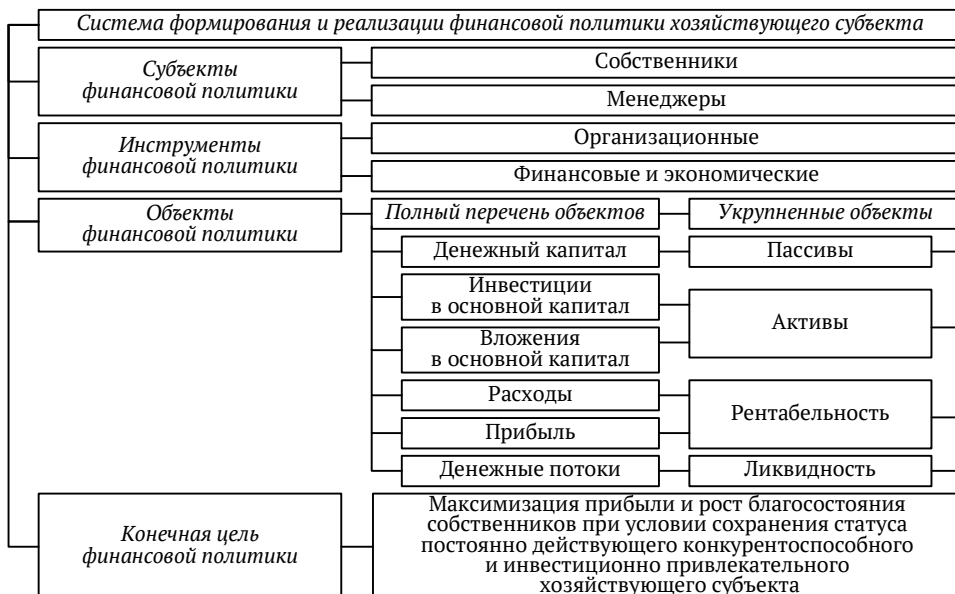 Система формирования и реализации финансовой политики хозяйствующего субъекта
Субъекты
финансовой политики
Собственники
Менеджеры
Инструменты
финансовой политики
Организационные
Финансовые и экономические
Объекты
финансовой политики
Полный перечень объектов
Укрупненные объекты
Денежный капитал
Пассивы
Инвестиции
в основной капитал
Вложения
в основной капитал
Активы
Расходы
Прибыль
Рентабельность
Денежные потоки
Ликвидность
Конечная цель
финансовой политики
Максимизация прибыли и рост благосостояния
собственников при условии сохранения статуса
постоянно действующего конкурентоспособного
и инвестиционно привлекательного
хозяйствующего субъекта